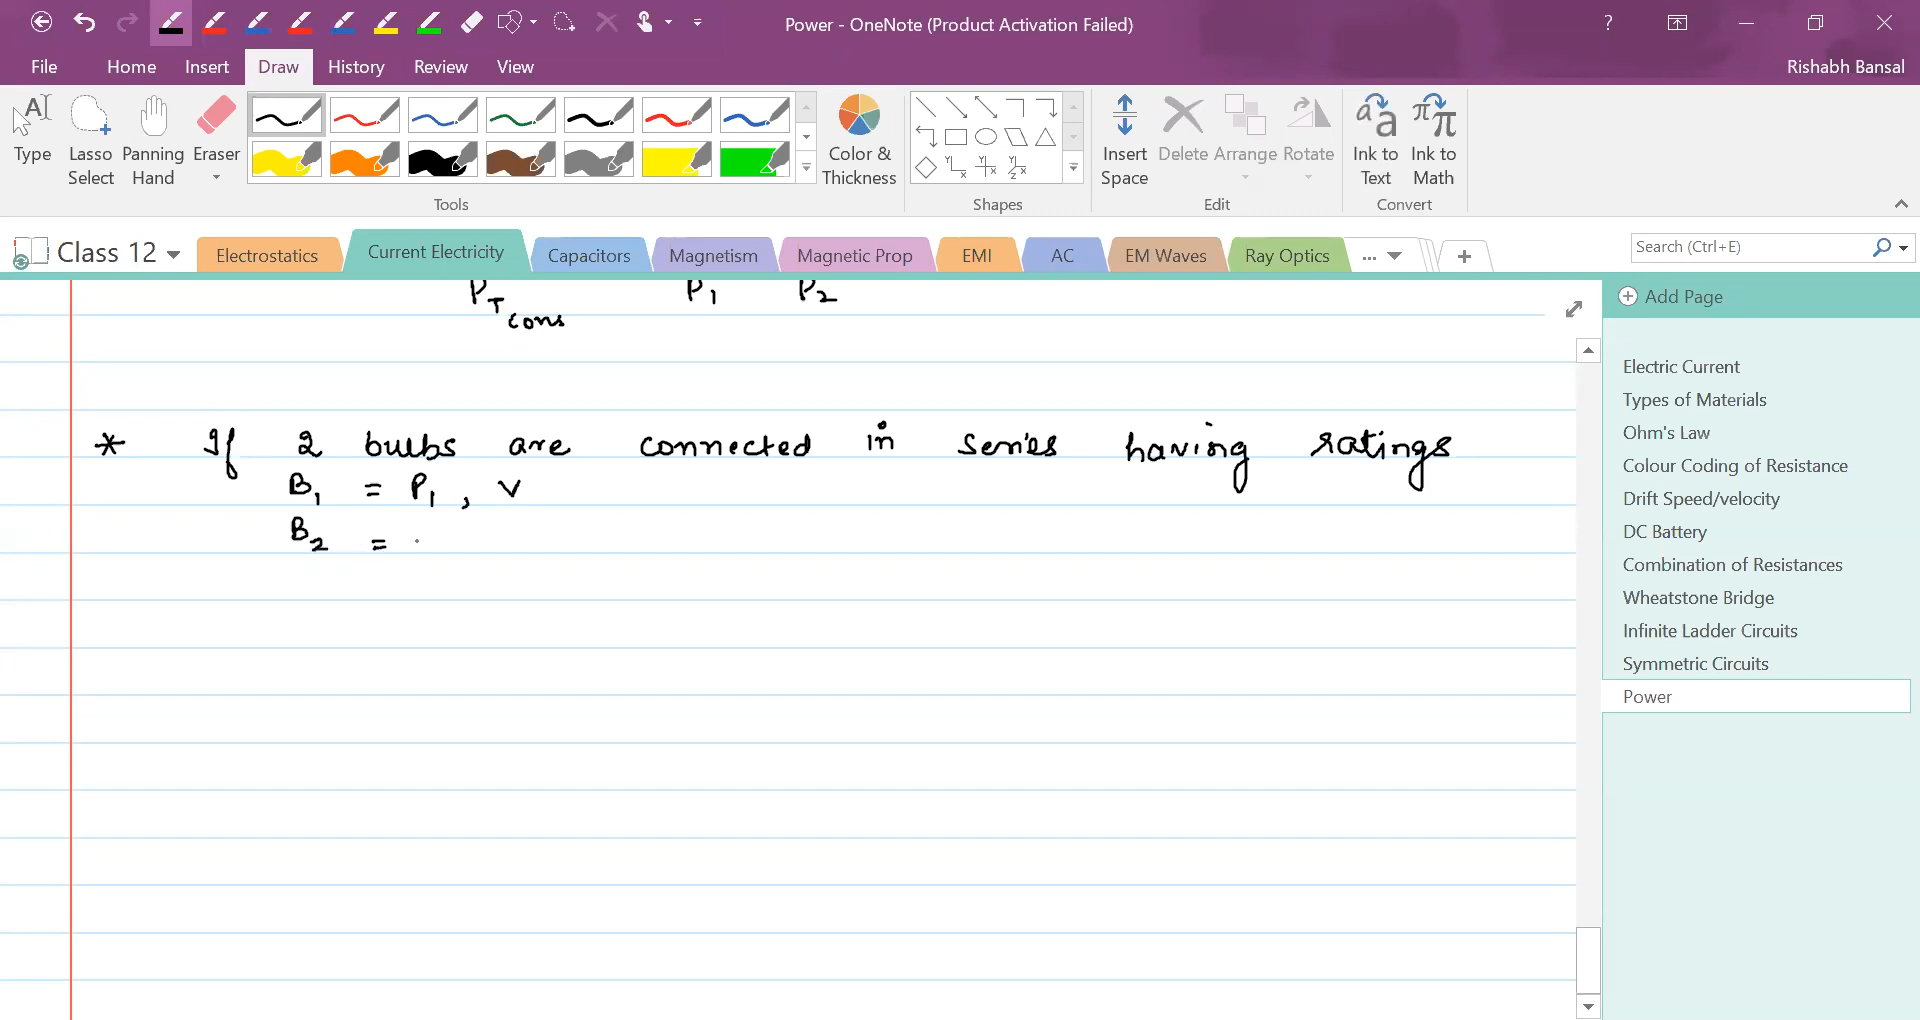 Power - OneNote (Product Activation Failed)
?
File Home Insert Draw History Review View
Rishabh Bansal
Type
Lasso Select
Panning Hand
Eraser
Color & Thickness
Insert Space
Delete
Arrange
Rotate
Ink to Text
Ink to Math
Tools
Shapes
Edit
Convert
Class 12
Electrostatics
Current Electricity
Capacitors
Magnetism
Magnetic Prop
EMI
AC
EM Waves
Ray Optics
...
Search (Ctrl+E)
Add Page
Electric Current
Types of Materials
Ohm's Law
Colour Coding of Resistance
Drift Speed/velocity
DC Battery
Combination of Resistances
Wheatstone Bridge
Infinite Ladder Circuits
Symmetric Circuits
Power
P_T cons P₁ P₂
* If 2 bulbs are connected in series having ratings
B₁ = P₁ , V
B₂ =